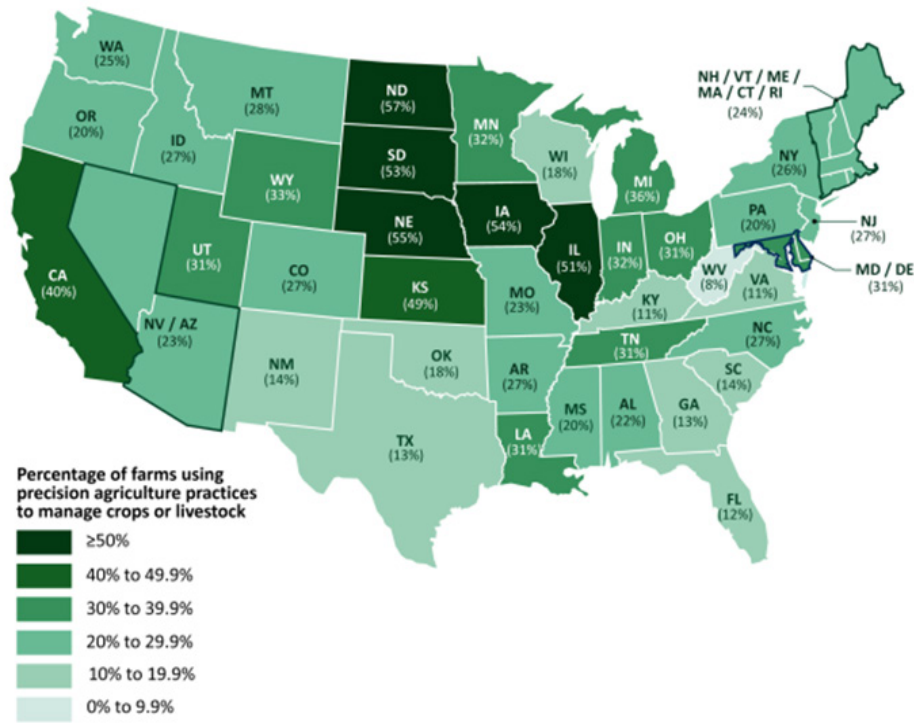 WA
(25%)
MT
(28%)
ND
(57%)
MN
(32%)
NH / VT / ME /
MA / CT / RI
(24%)
OR
(20%)
ID
(27%)
WY
(33%)
SD
(53%)
WI
(18%)
MI
(36%)
NY
(26%)
NE
(55%)
IA
(54%)
PA
(20%)
NJ
(27%)
CA
(40%)
UT
(31%)
CO
(27%)
KS
(49%)
MO
(23%)
IL
(51%)
IN
(32%)
OH
(31%)
WV
(8%)
VA
(11%)
MD / DE
(31%)
KY
(11%)
NV / AZ
(23%)
NM
(14%)
OK
(18%)
AR
(27%)
TN
(31%)
NC
(27%)
SC
(14%)
MS
(20%)
AL
(22%)
GA
(13%)
TX
(13%)
LA
(31%)
FL
(12%)
Percentage of farms using
precision agriculture practices
to manage crops or livestock
≥50%
40% to 49.9%
30% to 39.9%
20% to 29.9%
10% to 19.9%
0% to 9.9%